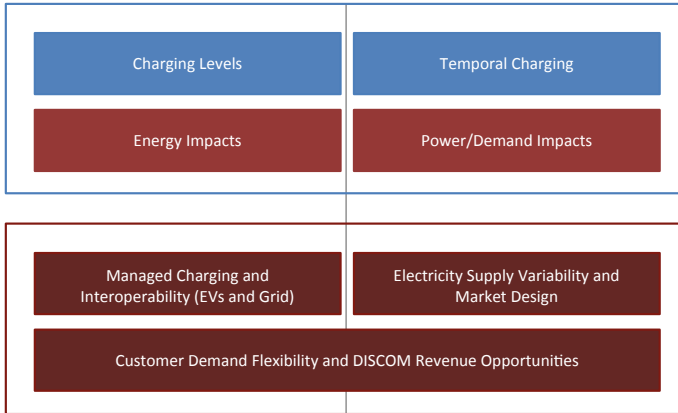 Charging Levels
Temporal Charging
Energy Impacts
Power/Demand Impacts
Managed Charging and
Interoperability (EVs and Grid)
Electricity Supply Variability and
Market Design
Customer Demand Flexibility and DISCOM Revenue Opportunities